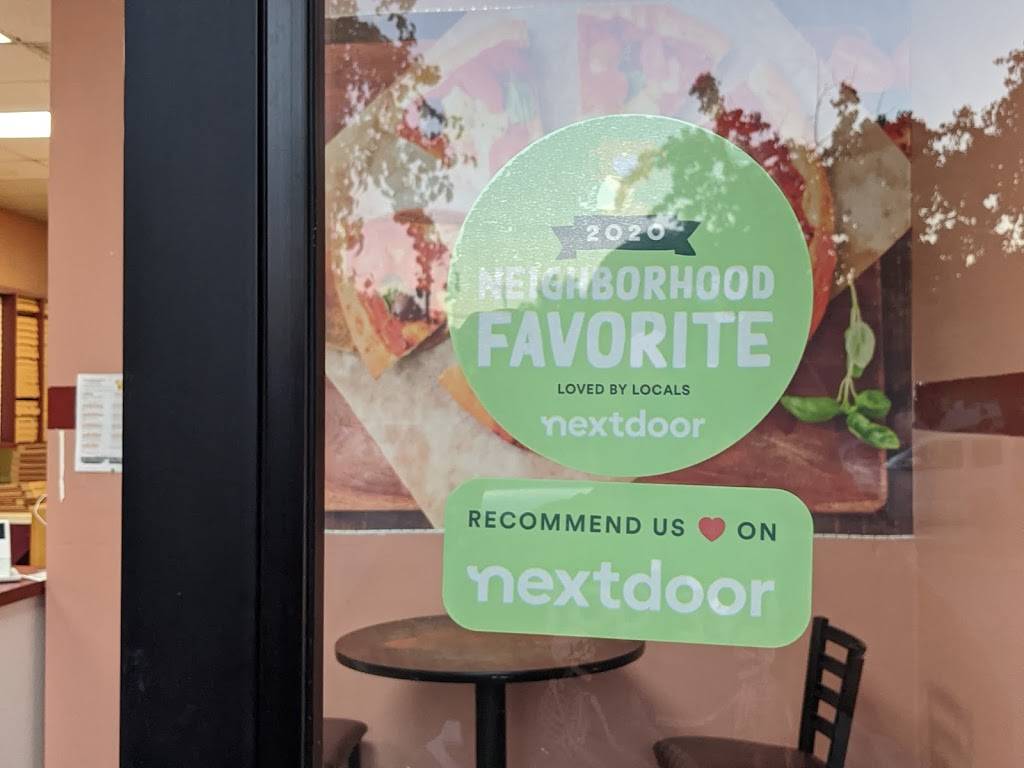 2020
NEIGHBORHOOD
FAVORITE
LOVED BY LOCALS
nextdoor
RECOMMEND US ON
nextdoor